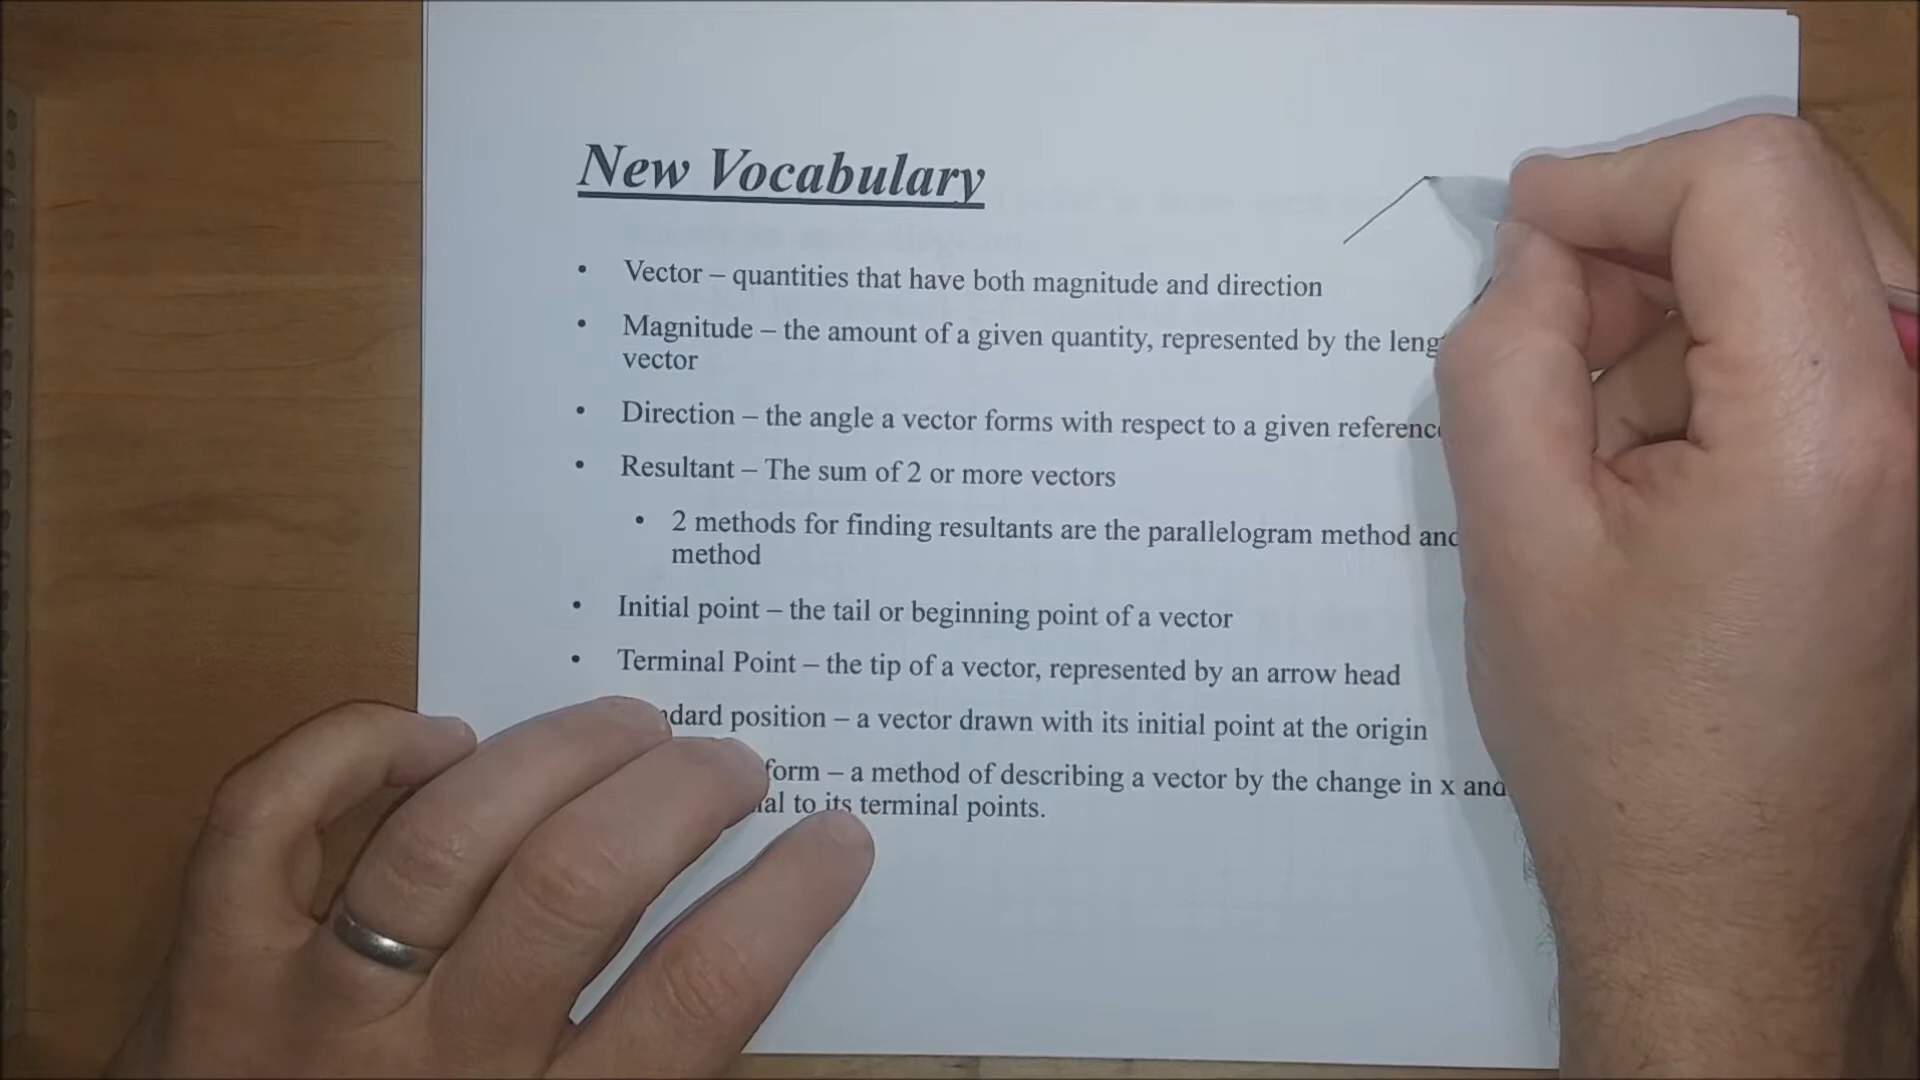 New Vocabulary
• Vector – quantities that have both magnitude and direction
• Magnitude – the amount of a given quantity, represented by the
vector
• Direction – the angle a vector forms with respect to a given
• Resultant – The sum of 2 or more vectors
• 2 methods for finding resultants are the parallelogram method and
method
• Initial point – the tail or beginning point of a vector
• Terminal Point – the tip of a vector, represented by an arrow head
position – a vector drawn with its initial point at the origin
form – a method of describing a vector by the change in x and
to its terminal points.